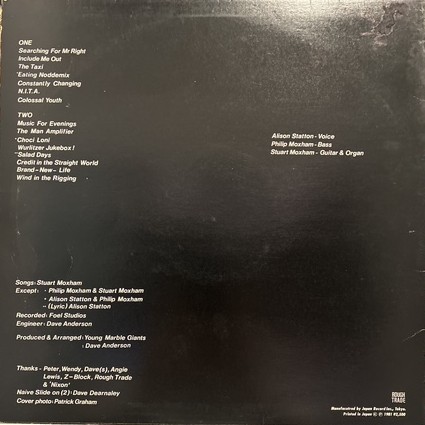 ONE
Searching For Mr Right
Include Me Out
The Taxi
*Eating Noddemix
Constantly Changing
N.I.T.A.
Colossal Youth
TWO
Music For Evenings
The Man Amplifier
*Choci Loni
Wurlitzer Jukebox!
**Salad Days
Credit in the Straight World
Brand-New-Life
Wind in the Rigging
Alison Statton-Voice
Philip Moxham-Bass
Stuart Moxham-Guitar & Organ
Songs: Stuart Moxham
Except: • Philip Moxham & Stuart Moxham
• Alison Statton & Philip Moxham
•• (Lyric) Alison Statton
Recorded: Foel Studios
Engineer: Dave Anderson
Produced & Arranged: Young Marble Giants
: Dave Anderson
Thanks - Peter, Wendy, Dave(s), Angie
Lewis, Z-Block, Rough Trade
& 'Nixon'
Naive Slide on (2): Dave Dearnaley
Cover photo: Patrick Graham
ROUGH
TRADE
Manufactured by Japan Record Inc., Tokyo.
Printed in Japan © ℗ 1981 ¥2,500